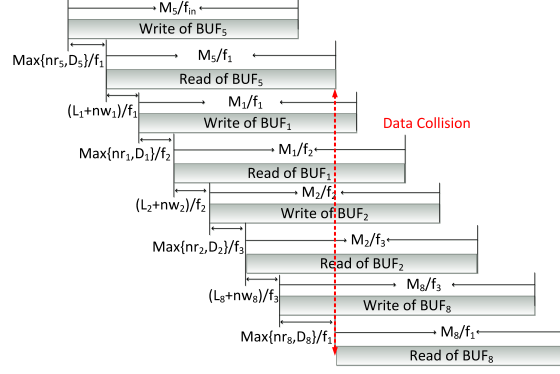 M₅/fᵢₙ
Write of BUF₅
Max{nr₅,D₅}/f₁
M₅/f₁
Read of BUF₅
(L₁+nw₁)/f₁
M₁/f₁
Write of BUF₁
Data Collision
Max{nr₁,D₁}/f₂
M₁/f₂
Read of BUF₁
(L₂+nw₂)/f₂
M₂/f₂
Write of BUF₂
Max{nr₂,D₂}/f₃
M₂/f₃
Read of BUF₂
(L₈+nw₈)/f₃
M₈/f₃
Write of BUF₈
Max{nr₈,D₈}/f₁
M₈/f₁
Read of BUF₈